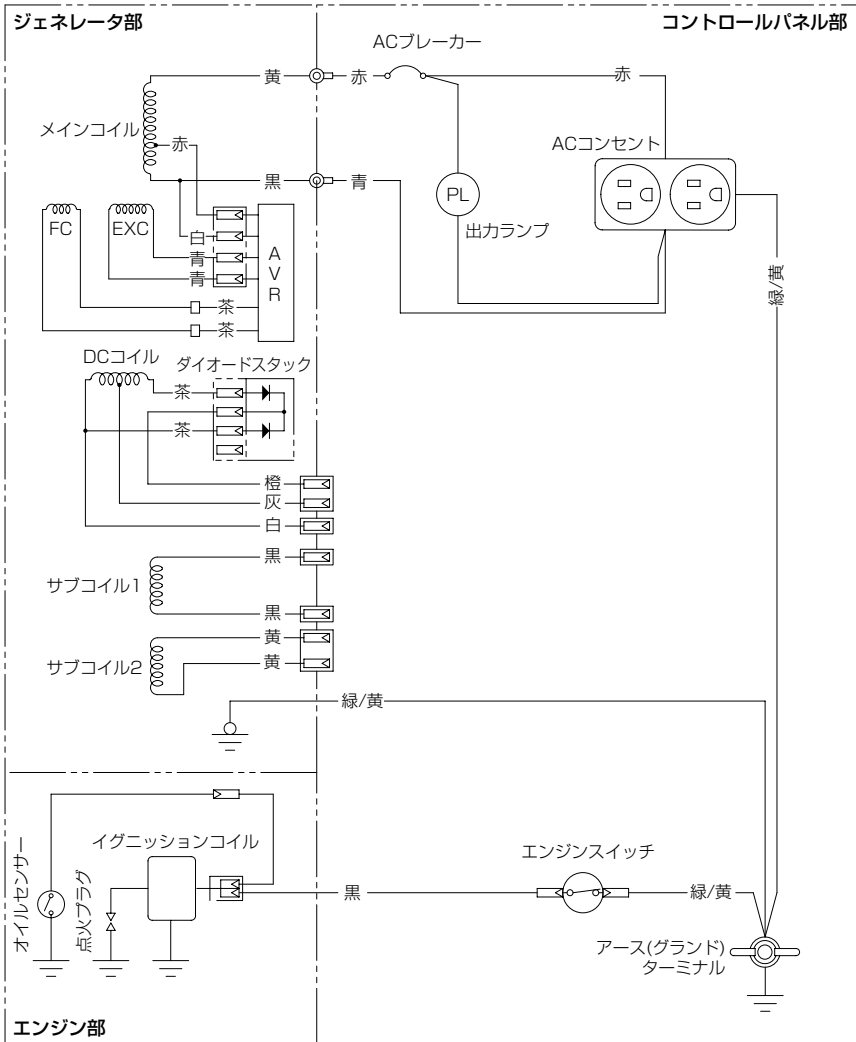 ジェネレータ部
コントロールパネル部
ACブレーカー
黄
赤
赤
メインコイル
赤
ACコンセント
黒
青
PL
出力ランプ
FC
EXC
白
青
青
A
V
R
茶
茶
緑/黄
DCコイル
ダイオードスタック
茶
茶
橙
灰
白
黒
サブコイル1
黒
黄
サブコイル2
黄
緑/黄
イグニッションコイル
エンジンスイッチ
オイルセンサー
点火プラグ
黒
緑/黄
アース(グランド)
ターミナル
エンジン部